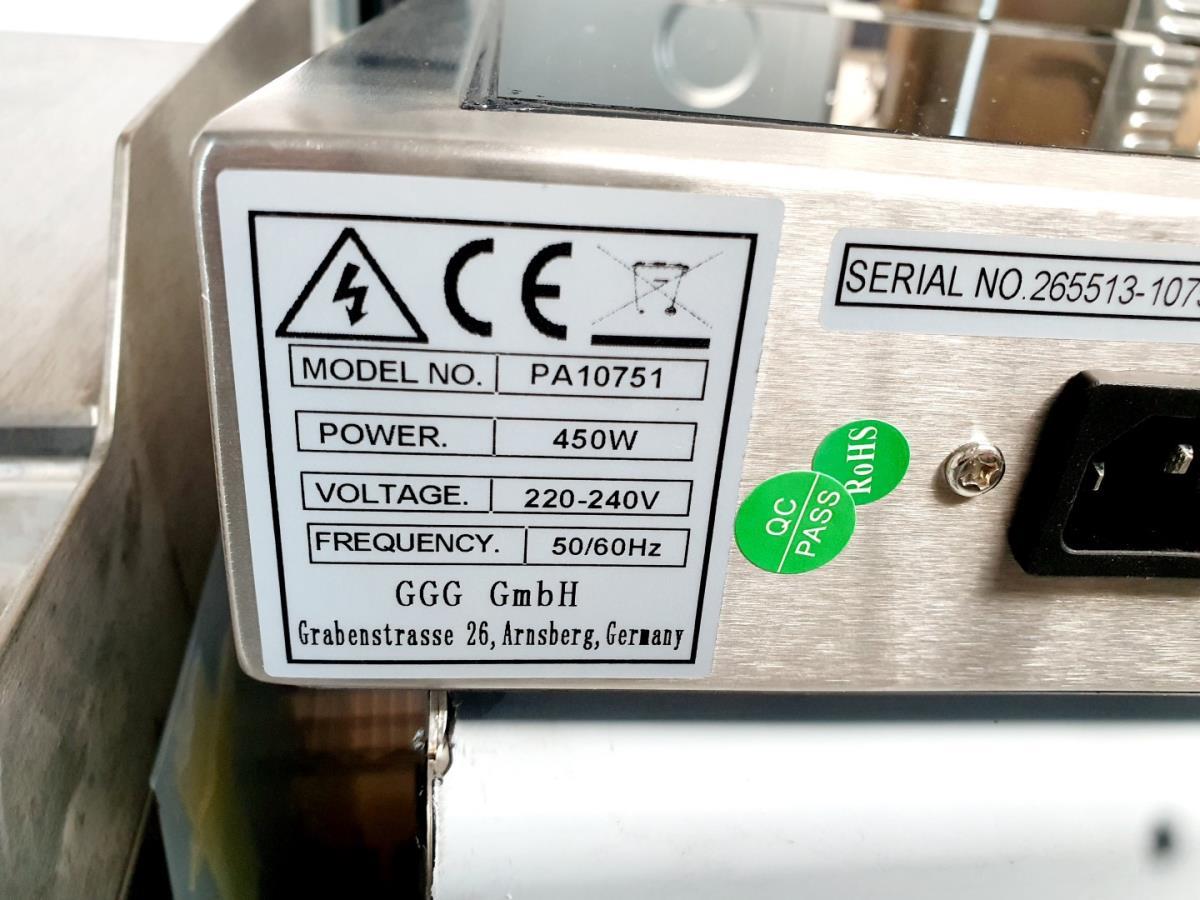 CE
MODEL NO. PA10751
POWER. 450W
VOLTAGE. 220-240V
FREQUENCY. 50/60Hz
GGG GmbH
Grabenstrasse 26, Arnsberg, Germany
SERIAL NO.265513-107
RoHS
QC
PASS